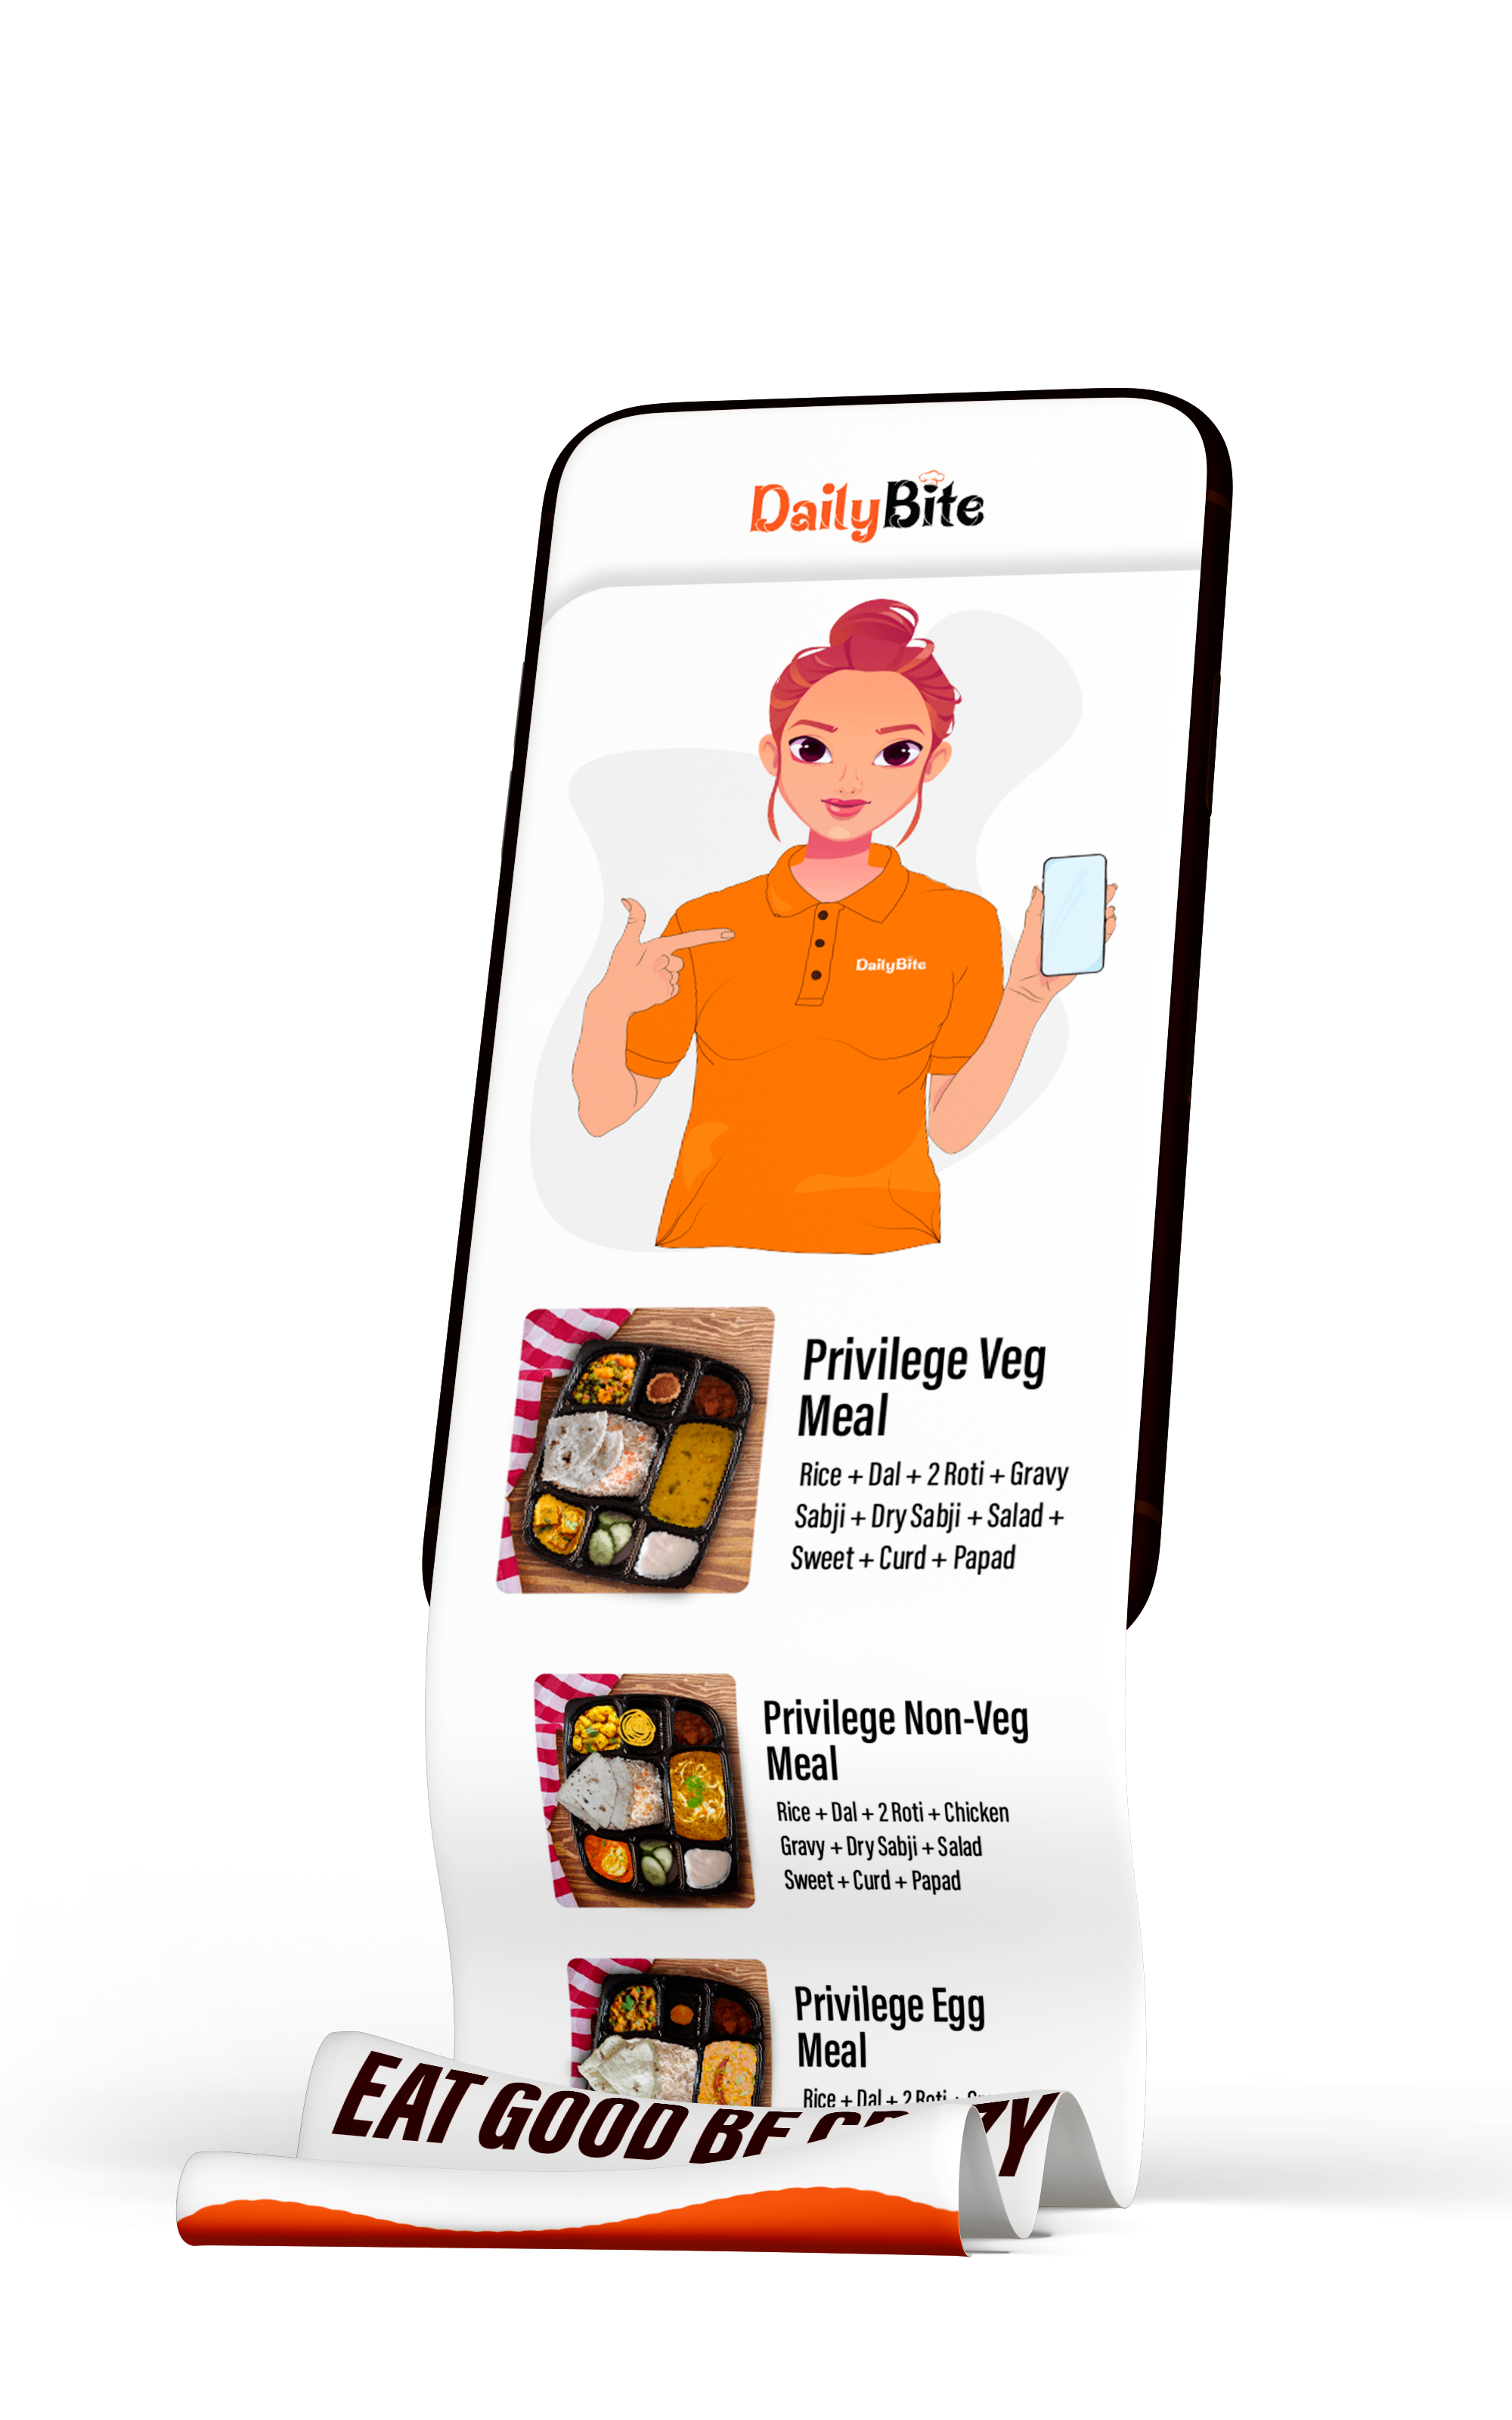 DailyBite
DailyBite
Privilege Veg
Meal
Rice + Dal + 2 Roti + Gravy
Sabji + Dry Sabji + Salad +
Sweet + Curd + Papad
Privilege Non-Veg
Meal
Rice + Dal + 2 Roti + Chicken
Gravy + Dry Sabji + Salad
Sweet + Curd + Papad
Privilege Egg
Meal
Rice + Dal + 2 Roti +
EAT GOOD BE